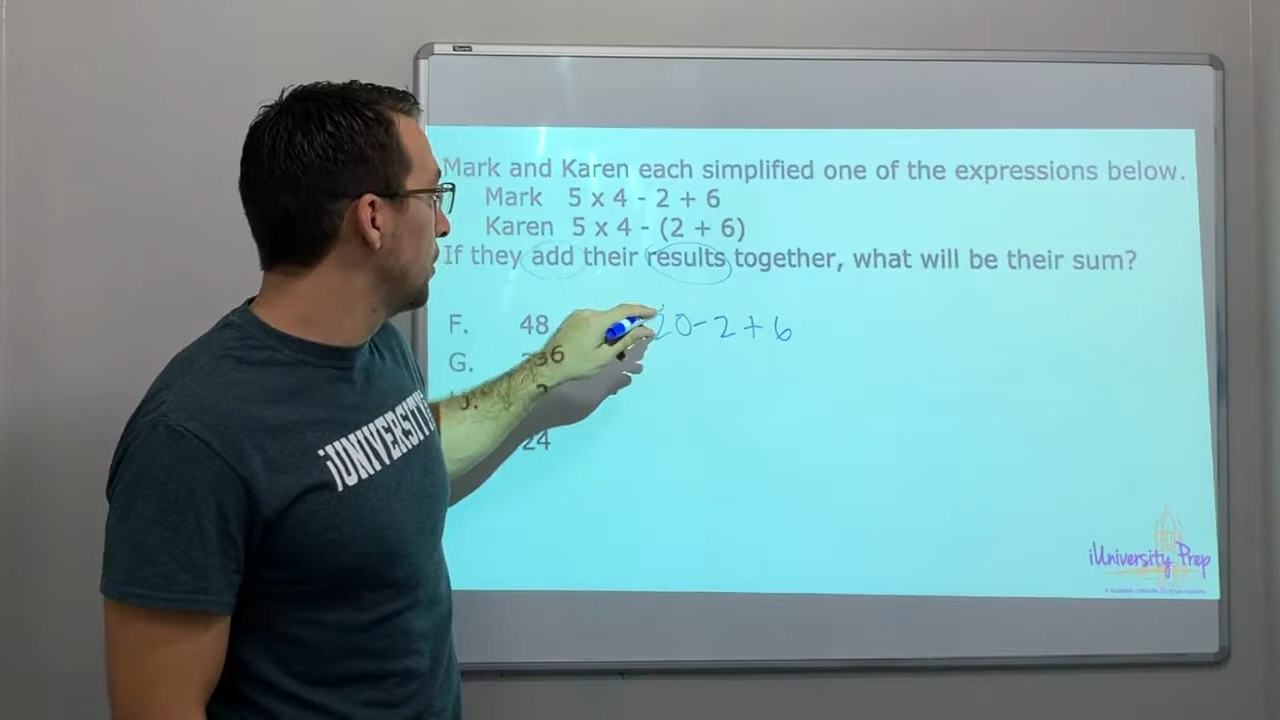 Mark and Karen each simplified one of the expressions below.
Mark 5 x 4 - 2 + 6
Karen 5 x 4 - (2 + 6)
If they add their results together, what will be their sum?
F. 48
20-2+6
G. 36
24
iUNIVERSITY
iUniversity Prep